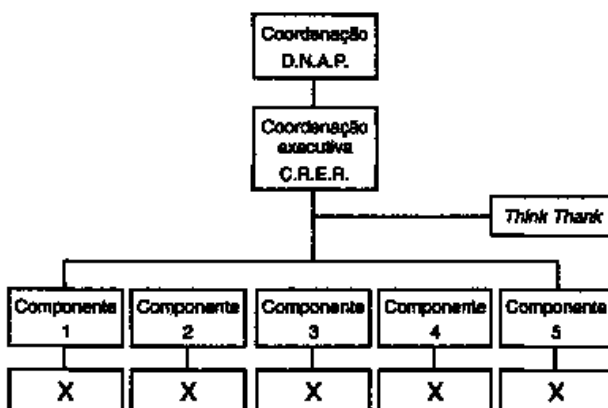 Coordenação
D.N.A.P.
Coordenação
executiva
C.R.E.R.
Think Thank
Componente
1
Componente
2
Componente
3
Componente
4
Componente
5
X
X
X
X
X